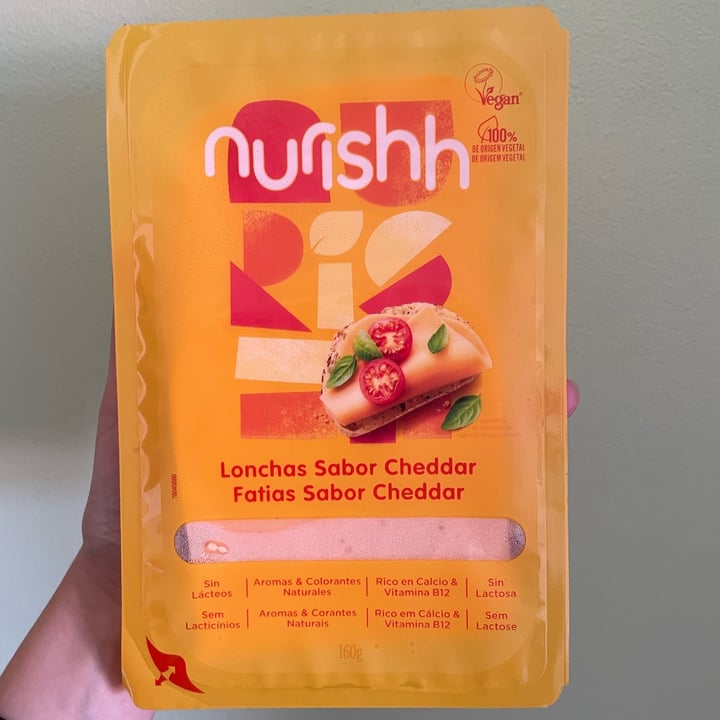 Vegan
nurishh
100%
DE ORIGEN VEGETAL
DE ORIGEM VEGETAL
Lonchas Sabor Cheddar
Fatias Sabor Cheddar
Sin Lácteos
Aromas & Colorantes Naturales
Rico en Calcio & Vitamina B12
Sin Lactosa
Sem Lacticínios
Aromas & Corantes Naturais
Rico em Cálcio & Vitamina B12
Sem Lactose
160g